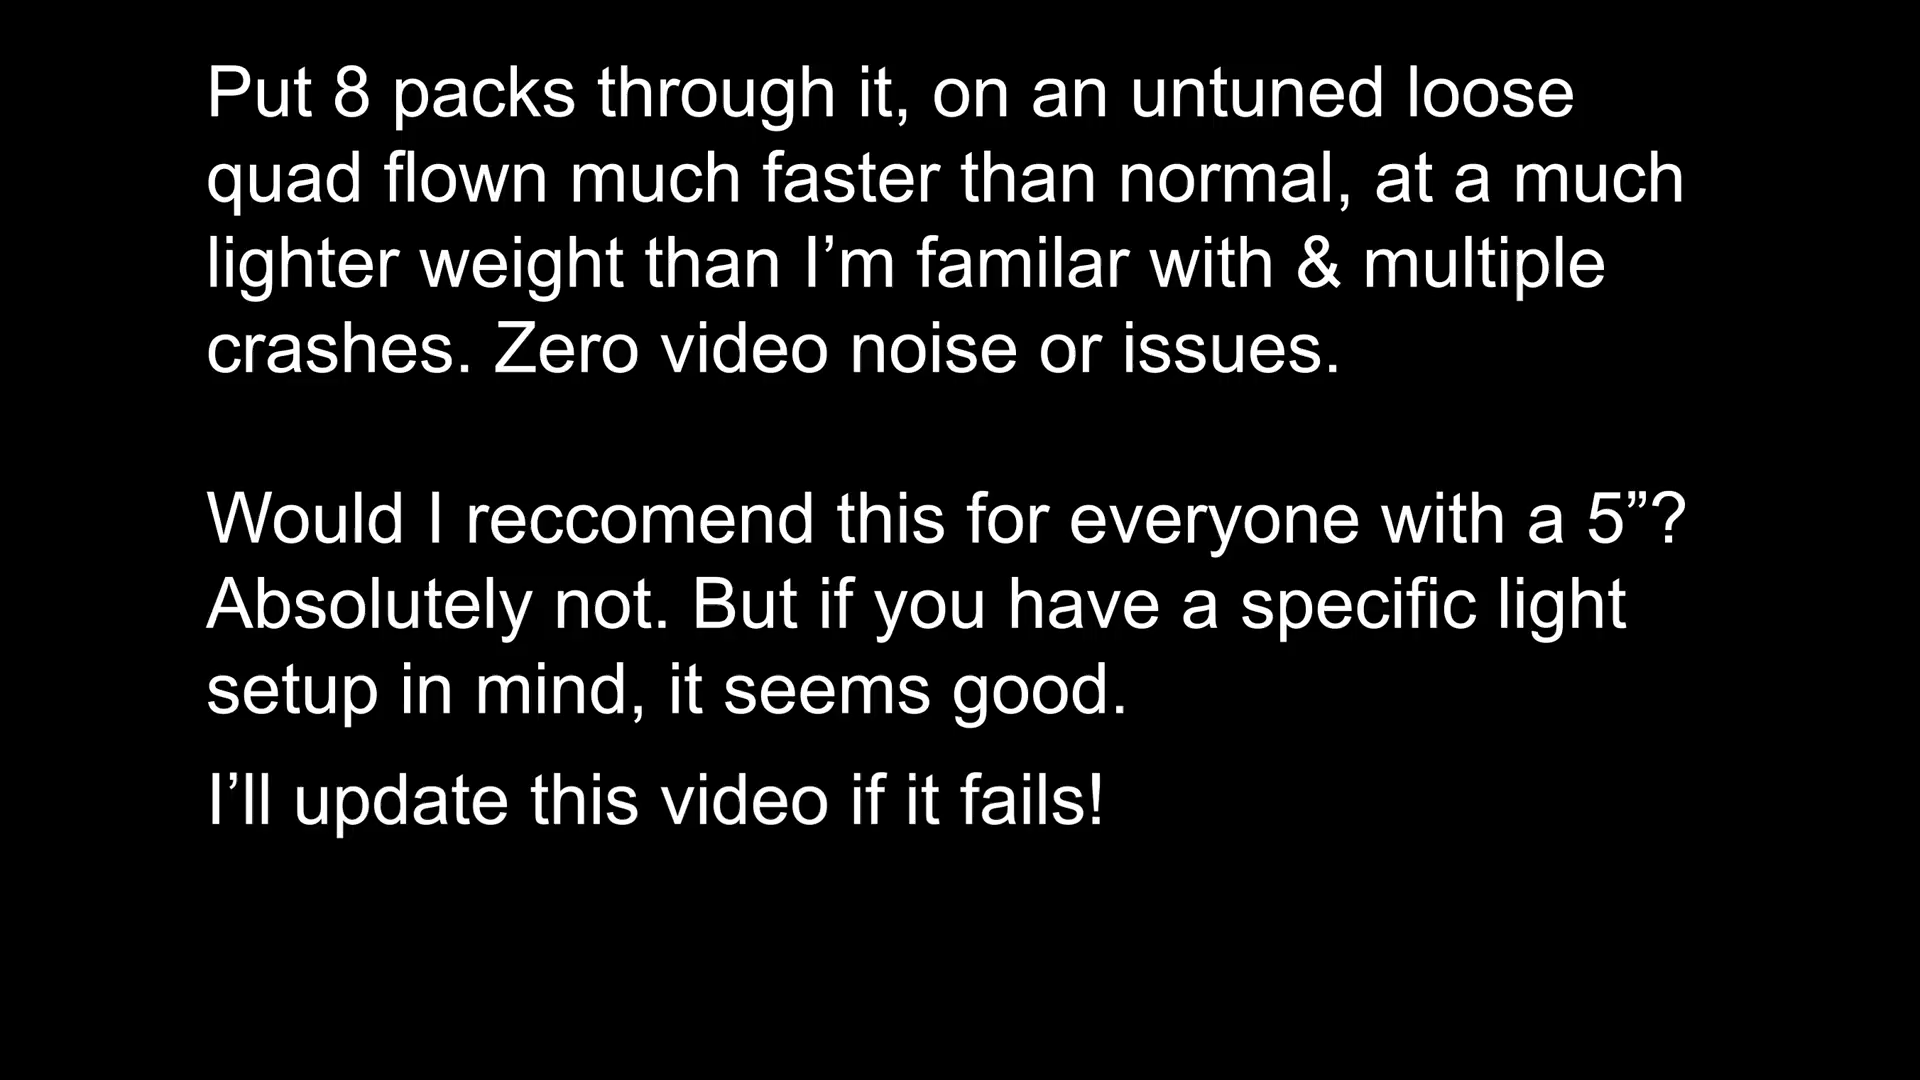 Put 8 packs through it, on an untuned loose
quad flown much faster than normal, at a much
lighter weight than I’m familar with & multiple
crashes. Zero video noise or issues.
Would I reccomend this for everyone with a 5”?
Absolutely not. But if you have a specific light
setup in mind, it seems good.
I’ll update this video if it fails!